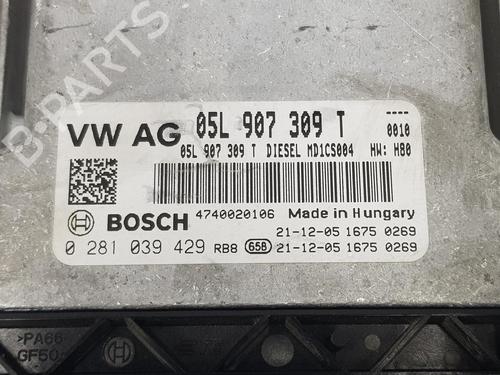 B-PARTS
VW AG 05L 907 309 T 0010
05L 907 309 T DIESEL MD1CS004 HW: H80
BOSCH 4740020106 Made in Hungary
21-12-05 1675 0269
0 281 039 429 RB8 658 21-12-05 1675 0269
>PA66
GF50